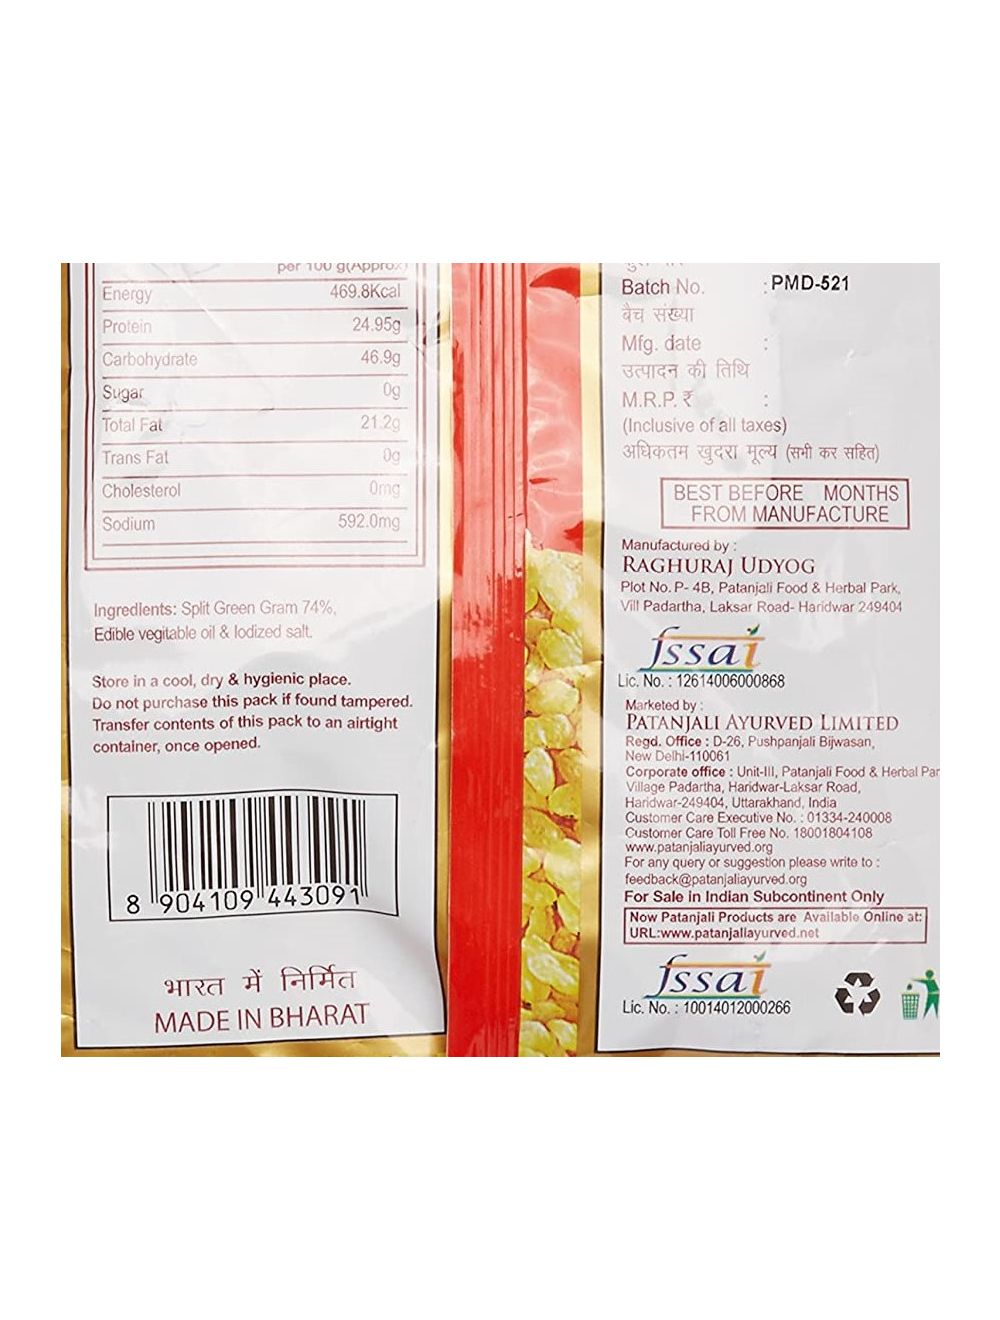 per 100 g(Approx)
Energy 469.8Kcal
Protein 24.95g
Carbohydrate 46.9g
Sugar 0g
Total Fat 21.2g
Trans Fat 0g
Cholesterol 0mg
Sodium 592.0mg
Ingredients: Split Green Gram 74%,
Edible vegitable oil & Iodized salt.
Store in a cool, dry & hygienic place.
Do not purchase this pack if found tampered.
Transfer contents of this pack to an airtight
container, once opened.
8 904109 443091
भारत में निर्मित
MADE IN BHARAT
Batch No. : PMD-521
बैच संख्या
Mfg. date :
उत्पादन की तिथि
M.R.P. ₹ :
(Inclusive of all taxes)
अधिकतम खुदरा मूल्य (सभी कर सहित)
BEST BEFORE MONTHS
FROM MANUFACTURE
Manufactured by :
RAGHURAJ UDYOG
Plot No. P- 4B, Patanjali Food & Herbal Park,
Vill Padartha, Laksar Road- Haridwar 249404
fssai
Lic. No. : 12614006000868
Marketed by :
PATANJALI AYURVED LIMITED
Regd. Office : D-26, Pushpanjali Bijwasan,
New Delhi-110061
Corporate office : Unit-III, Patanjali Food & Herbal Par
Village Padartha, Haridwar-Laksar Road,
Haridwar-249404, Uttarakhand, India
Customer Care Executive No. : 01334-240008
Customer Care Toll Free No. 18001804108
www.patanjaliayurved.org
For any query or suggestion please write to :
feedback@patanjaliayurved.org
For Sale in Indian Subcontinent Only
Now Patanjali Products are Available Online at:
URL:www.patanjaliayurved.net
fssai
Lic. No. : 10014012000266